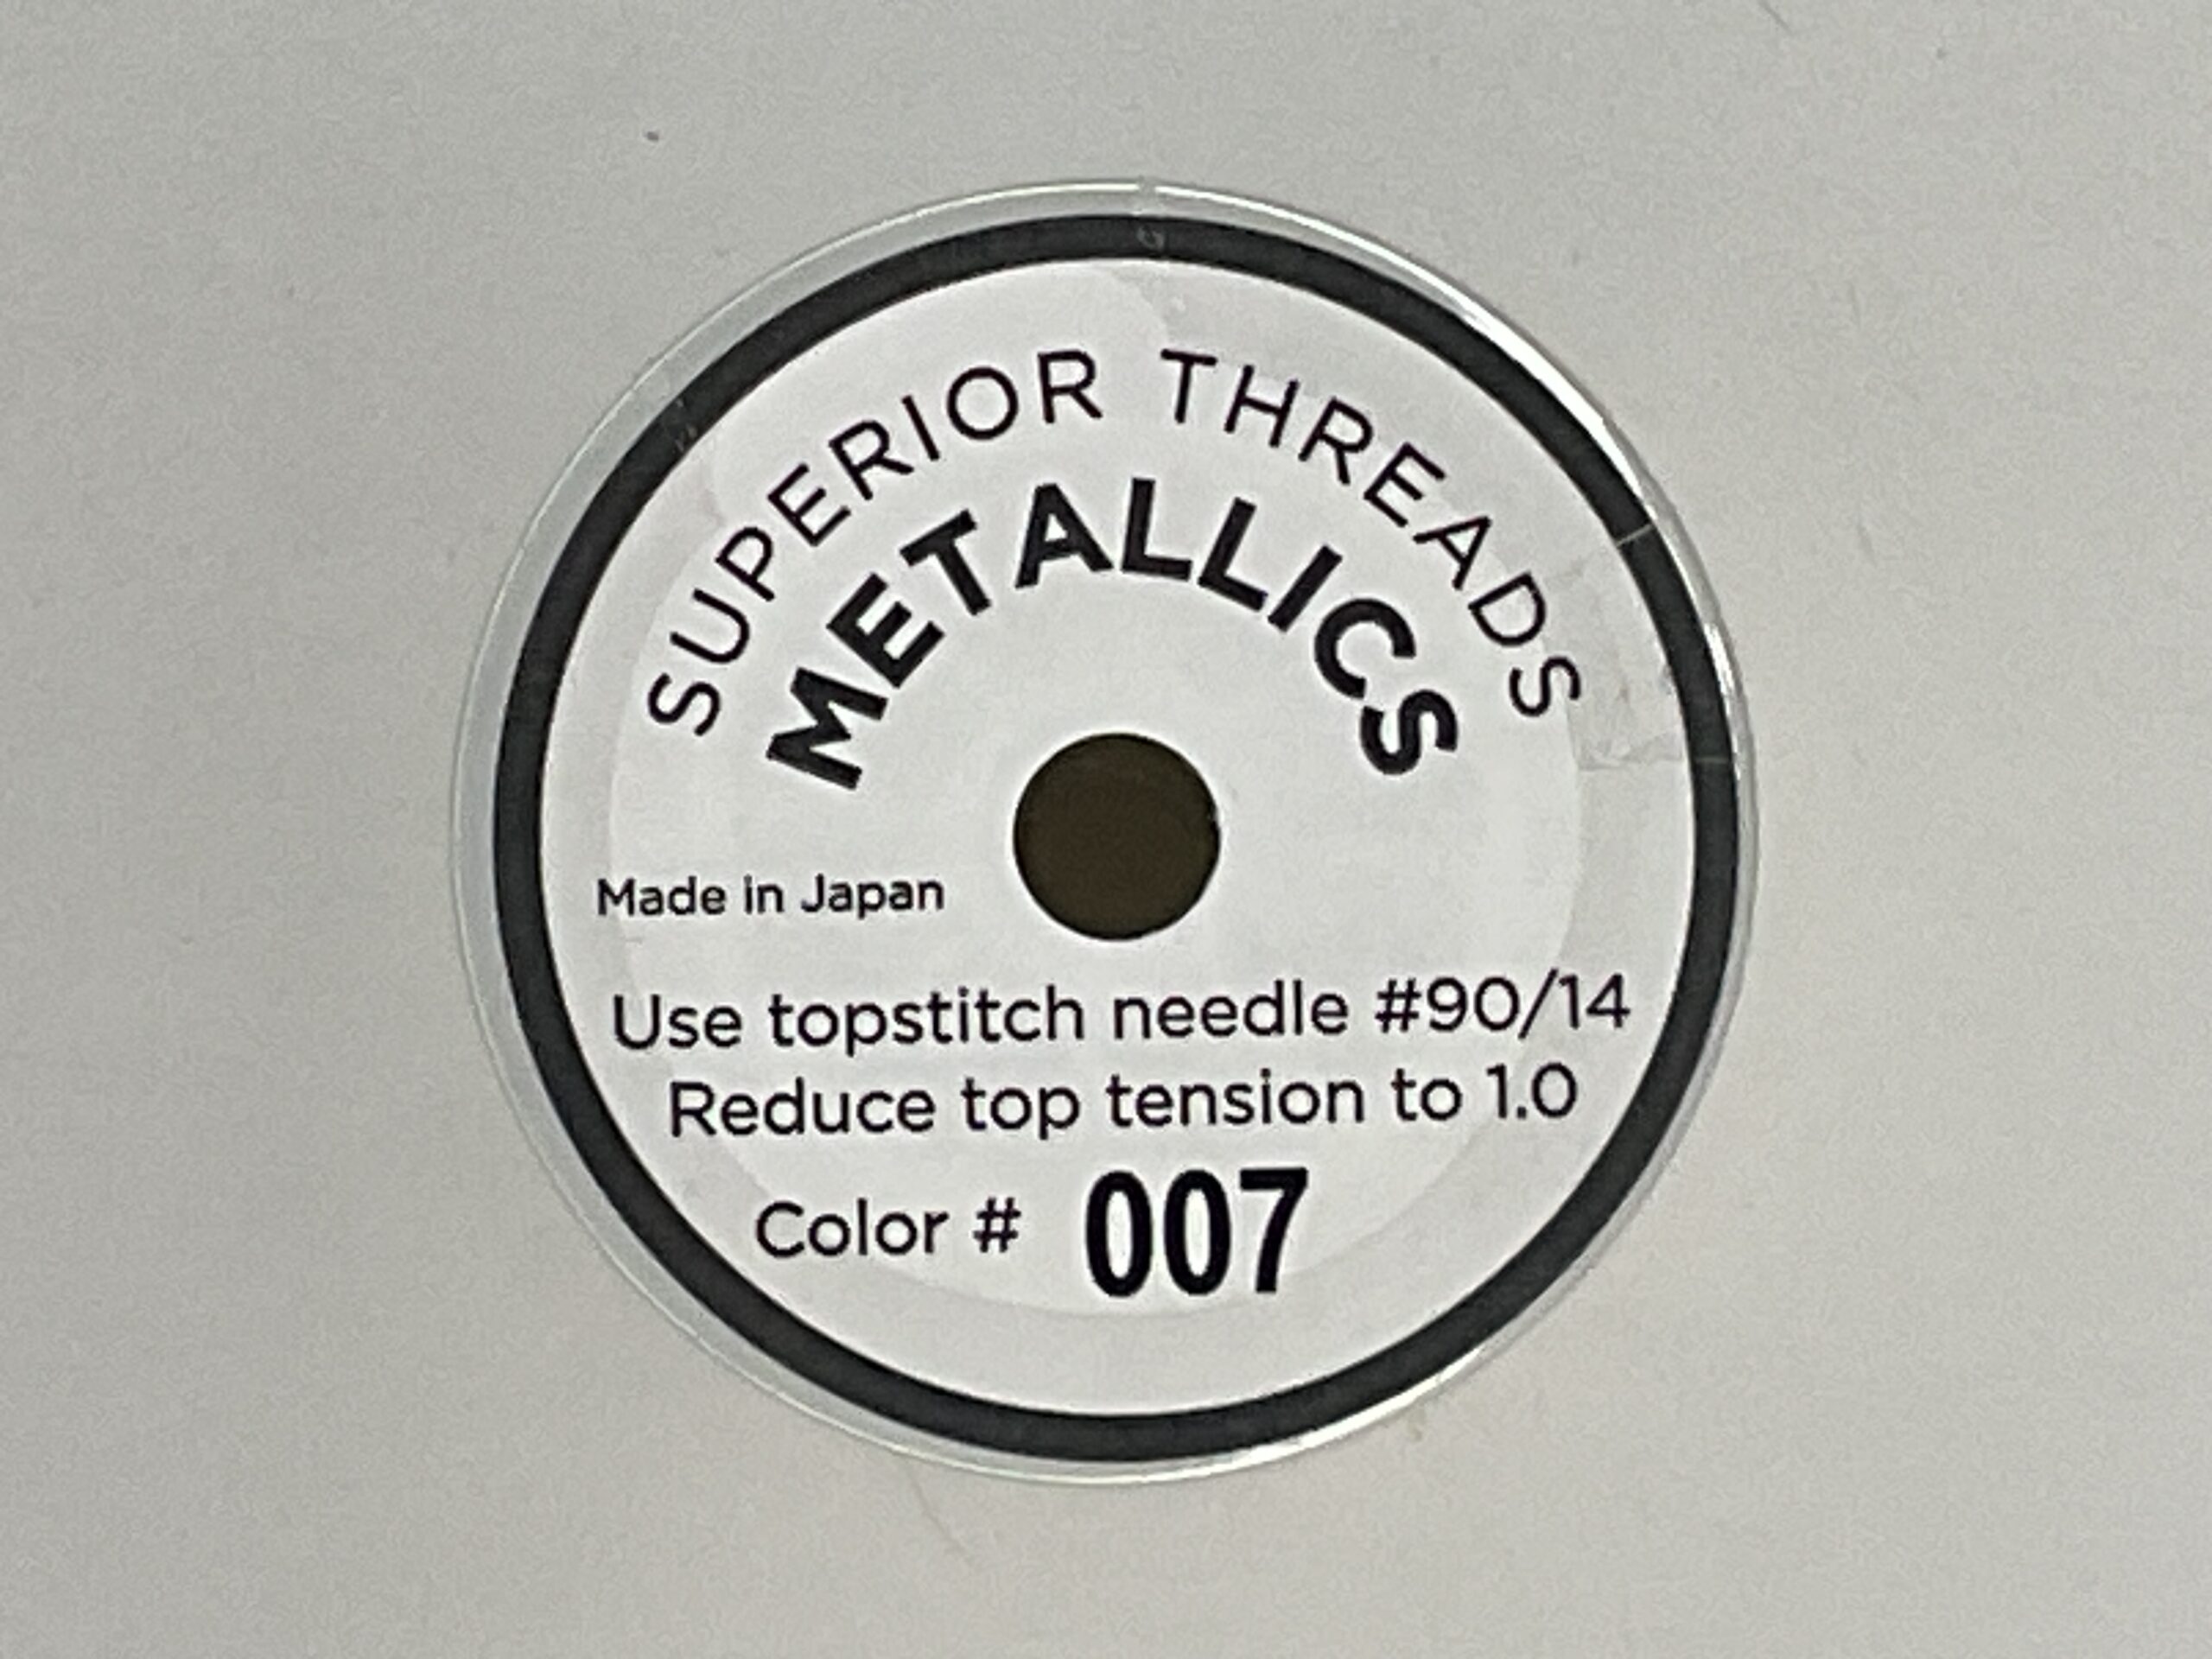 SUPERIOR THREADS
METALLICS
Made in Japan
Use topstitch needle #90/14
Reduce top tension to 1.0
Color # 007